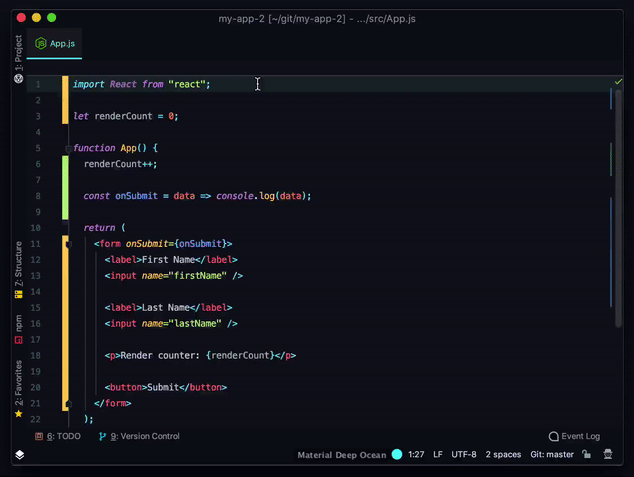 my-app-2 [~/git/my-app-2] - .../src/App.js
1: Project
JS App.js
1 import React from "react";
2
3 let renderCount = 0;
4
5 function App() {
6 renderCount++;
7
8 const onSubmit = data => console.log(data);
9
10 return (
11 <form onSubmit={onSubmit}>
12 <label>First Name</label>
13 <input name="firstName" />
14
15 <label>Last Name</label>
16 <input name="lastName" />
17
18 <p>Render counter: {renderCount}</p>
19
20 <button>Submit</button>
21 </form>
22 );
7: Structure
npm
2: Favorites
6: TODO 9: Version Control Event Log
Material Deep Ocean 1:27 LF UTF-8 2 spaces Git: master